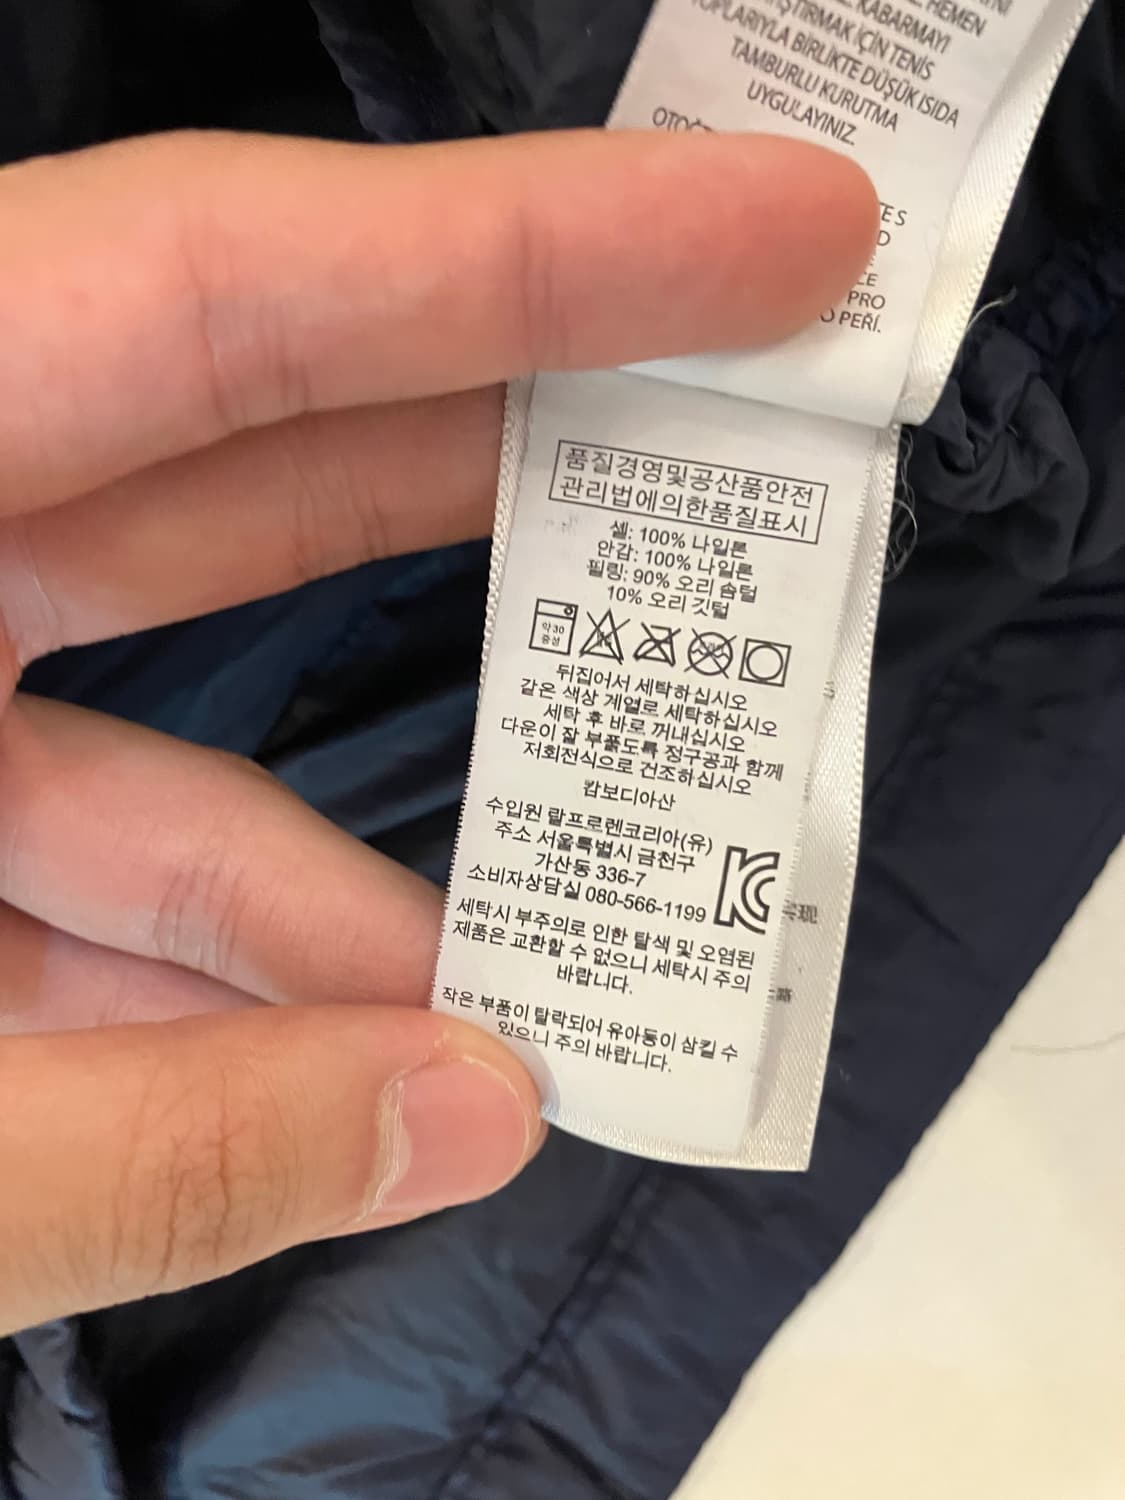 HEMEN
KABARMAYI
İÇİN TENİS
TOPLARIYLA BİRLİKTE DÜŞÜK ISIDA
TAMBURLU KURUTMA
UYGULAYINIZ.
PRO
PEŘÍ.
품질경영및공산품안전
관리법에의한품질표시
셸: 100% 나일론
안감: 100% 나일론
필링: 90% 오리 솜털
10% 오리 깃털
약30
중성
뒤집어서 세탁하십시오
같은 색상 계열로 세탁하십시오
세탁 후 바로 꺼내십시오
다운이 잘 부풀도록 정구공과 함께
저회전식으로 건조하십시오
캄보디아산
수입원 랄프로렌코리아(유)
주소 서울특별시 금천구
가산동 336-7
소비자상담실 080-566-1199
세탁시 부주의로 인한 탈색 및 오염된
제품은 교환할 수 없으니 세탁시 주의
바랍니다.
작은 부품이 탈락되어 유아둥이 삼킬 수
있으니 주의 바랍니다.